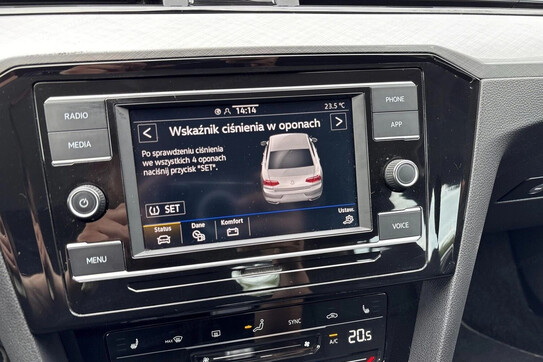 RADIO
MEDIA
MENU
PHONE
APP
VOICE
14:14
23.5 °C
<
Wskaźnik ciśnienia w oponach
>
Po sprawdzeniu ciśnienia
we wszystkich 4 oponach
naciśnij przycisk "SET".
SET
Status
Dane
Komfort
Ustaw.
MAX
SYNC
A/C
20.5